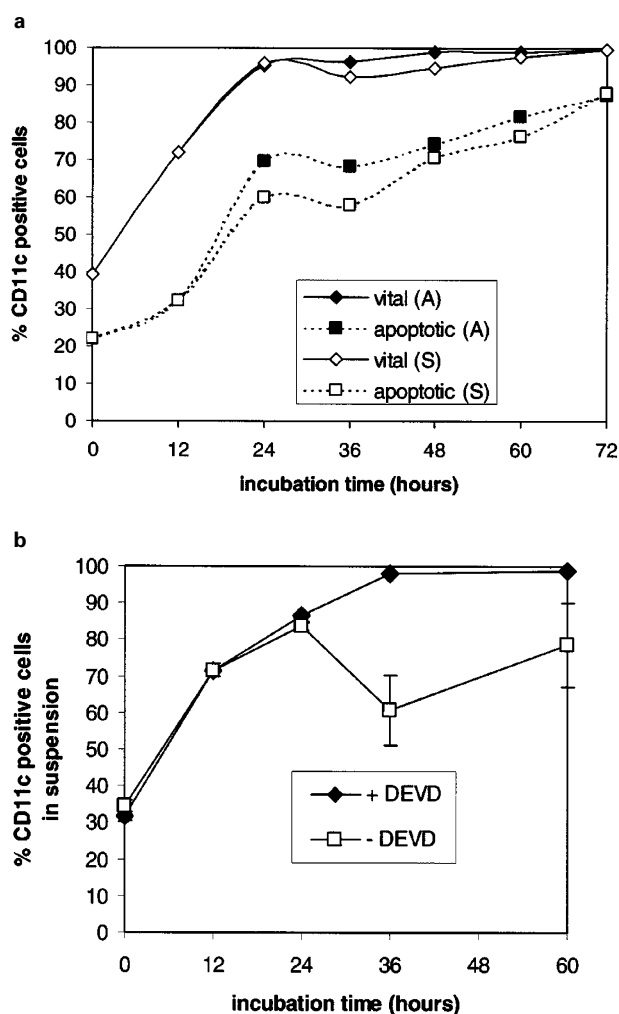 a
100
90
80
70
60
50
40
30
20
10
0
% CD11c positive cells
vital (A)
apoptotic (A)
vital (S)
apoptotic (S)
0 12 24 36 48 60 72
incubation time (hours)
b
100
90
80
70
60
50
40
30
20
10
0
% CD11c positive cells
in suspension
+ DEVD
- DEVD
0 12 24 36 48 60
incubation time (hours)